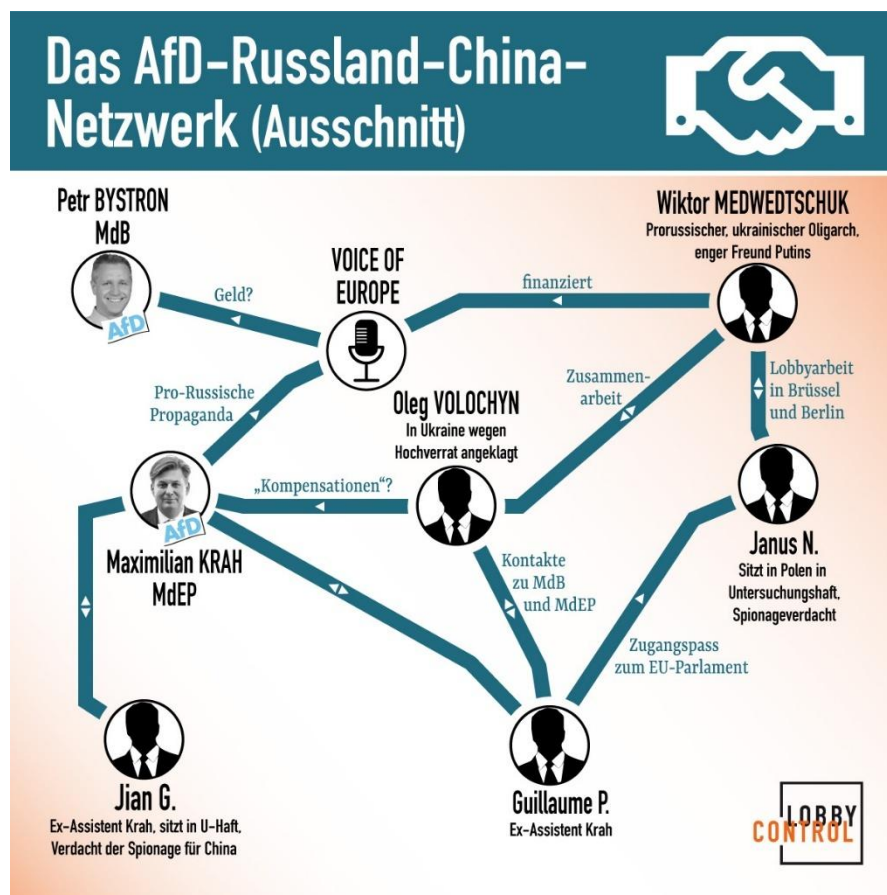 Das AfD-Russland-China-
Netzwerk (Ausschnitt)
Petr BYSTRON
MdB
AfD
Geld?
VOICE OF
EUROPE
finanziert
Wiktor MEDWEDTSCHUK
Prorussischer, ukrainischer Oligarch,
enger Freund Putins
Pro-Russische
Propaganda
Oleg VOLOCHYN
In Ukraine wegen
Hochverrat angeklagt
Zusammen-
arbeit
Lobbyarbeit
in Brüssel
und Berlin
AfD
Maximilian KRAH
MdEP
„Kompensationen“?
Kontakte
zu MdB
und MdEP
Janus N.
Sitzt in Polen in
Untersuchungshaft,
Spionageverdacht
Zugangspass
zum EU-Parlament
Jian G.
Ex-Assistent Krah, sitzt in U-Haft,
Verdacht der Spionage für China
Guillaume P.
Ex-Assistent Krah
LOBBY
CONTROL